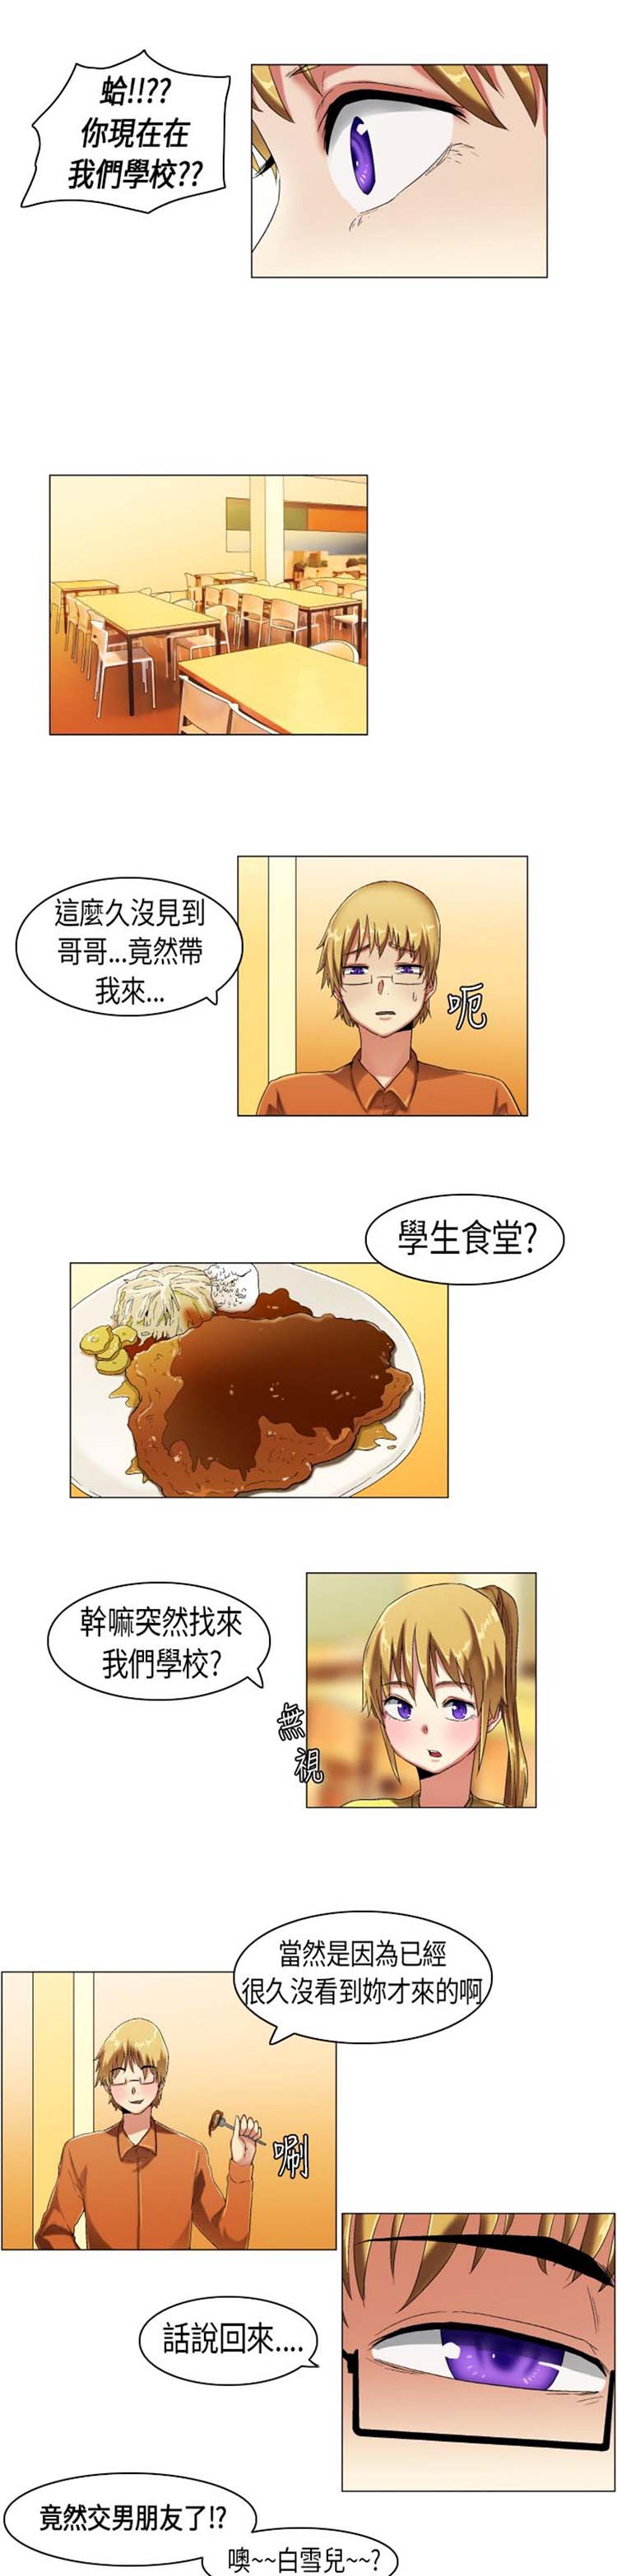 蛤!!??
你現在在
我們學校??
這麼久沒見到
哥哥...竟然帶
我來...
呃
學生食堂?
幹嘛突然找來
我們學校?
無視
當然是因為已經
很久沒看到妳才來的啊
唰
話說回來....
竟然交男朋友了!?
噢~~白雪兒~~?